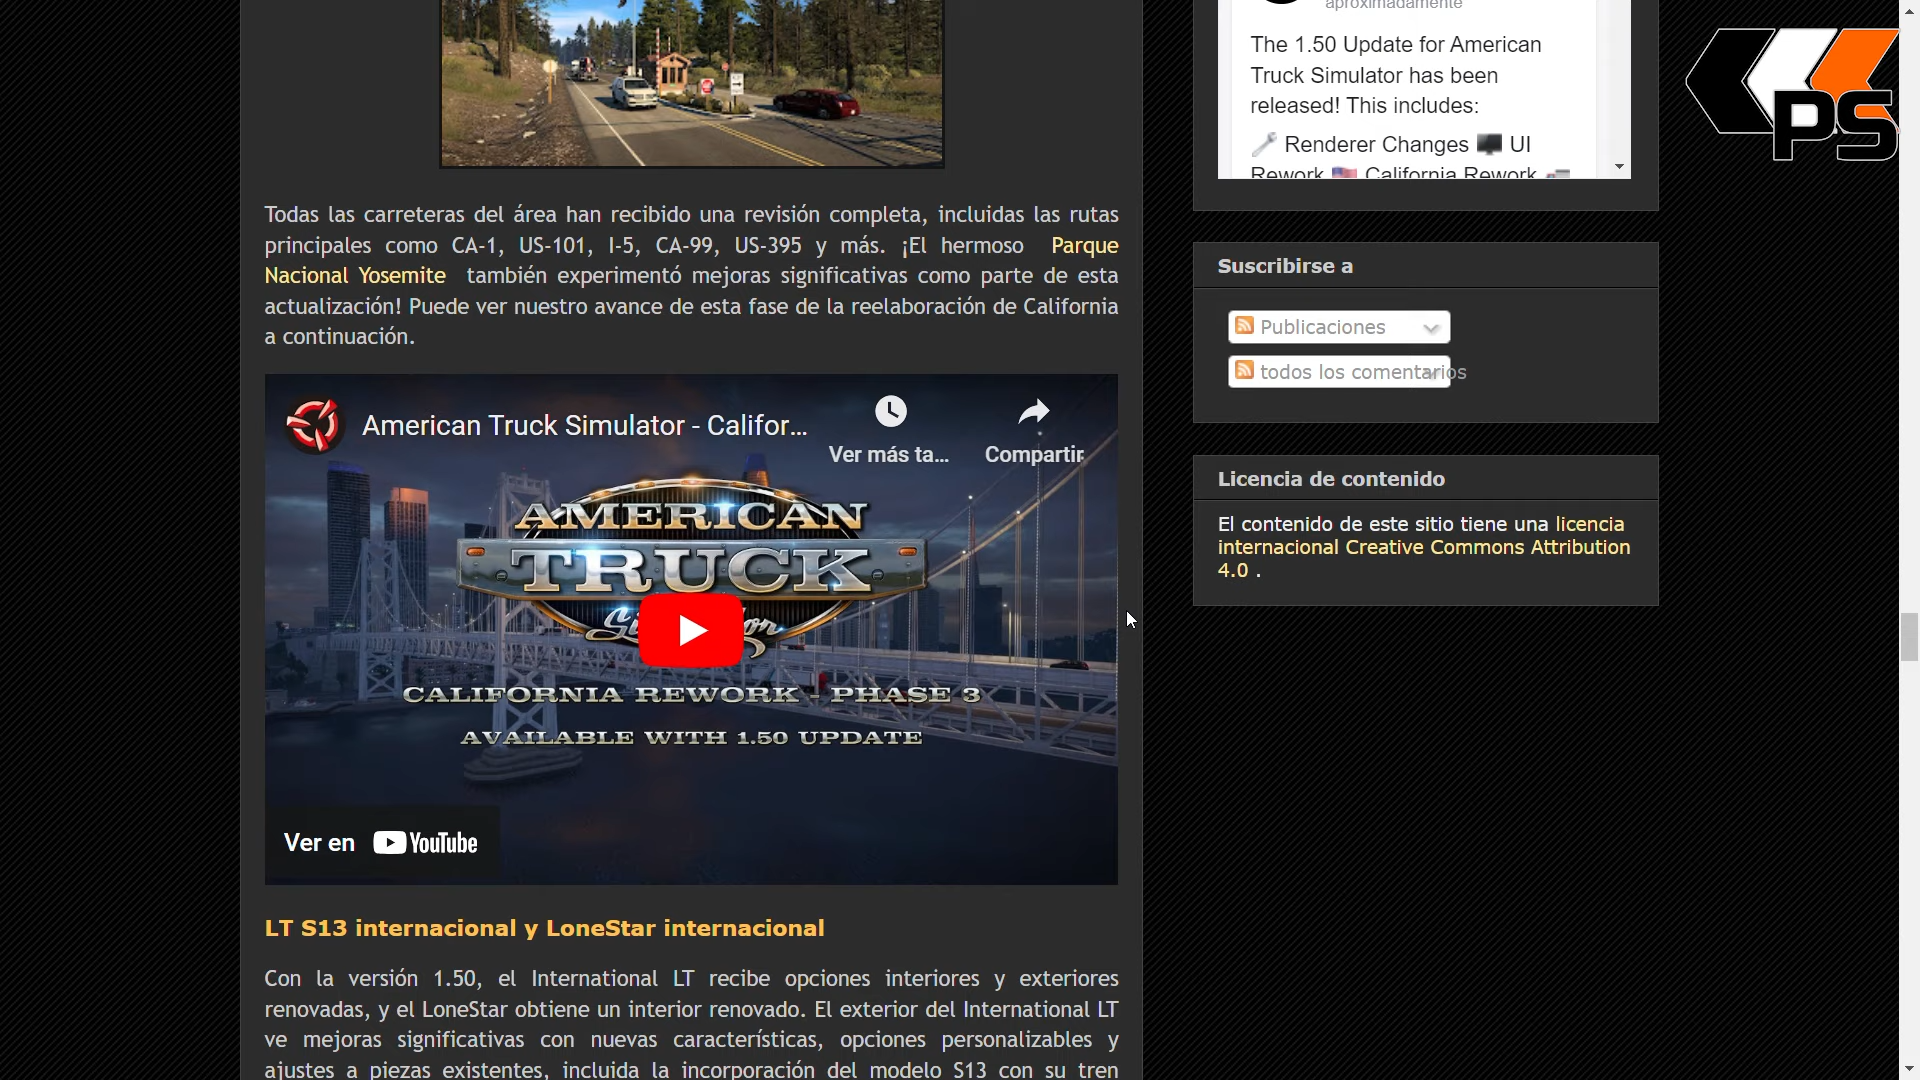 Todas las carreteras del área han recibido una revisión completa, incluidas las rutas
principales como CA-1, US-101, I-5, CA-99, US-395 y más. ¡El hermoso Parque
Nacional Yosemite también experimentó mejoras significativas como parte de esta
actualización! Puede ver nuestro avance de esta fase de la reelaboración de California
a continuación.
American Truck Simulator - Califor...
Ver más ta...
Compartir
AMERICAN
TRUCK
CALIFORNIA REWORK - PHASE 3
AVAILABLE WITH 1.50 UPDATE
Ver en YouTube
LT S13 internacional y LoneStar internacional
Con la versión 1.50, el International LT recibe opciones interiores y exteriores
renovadas, y el LoneStar obtiene un interior renovado. El exterior del International LT
ve mejoras significativas con nuevas características, opciones personalizables y
ajustes a piezas existentes, incluida la incorporación del modelo S13 con su tren
aproximadamente
The 1.50 Update for American
Truck Simulator has been
released! This includes:
🔧 Renderer Changes 🖥️ UI
Rework 🇺🇸 California Rework
Suscribirse a
Publicaciones
todos los comentarios
Licencia de contenido
El contenido de este sitio tiene una licencia
internacional Creative Commons Attribution
4.0 .
PS